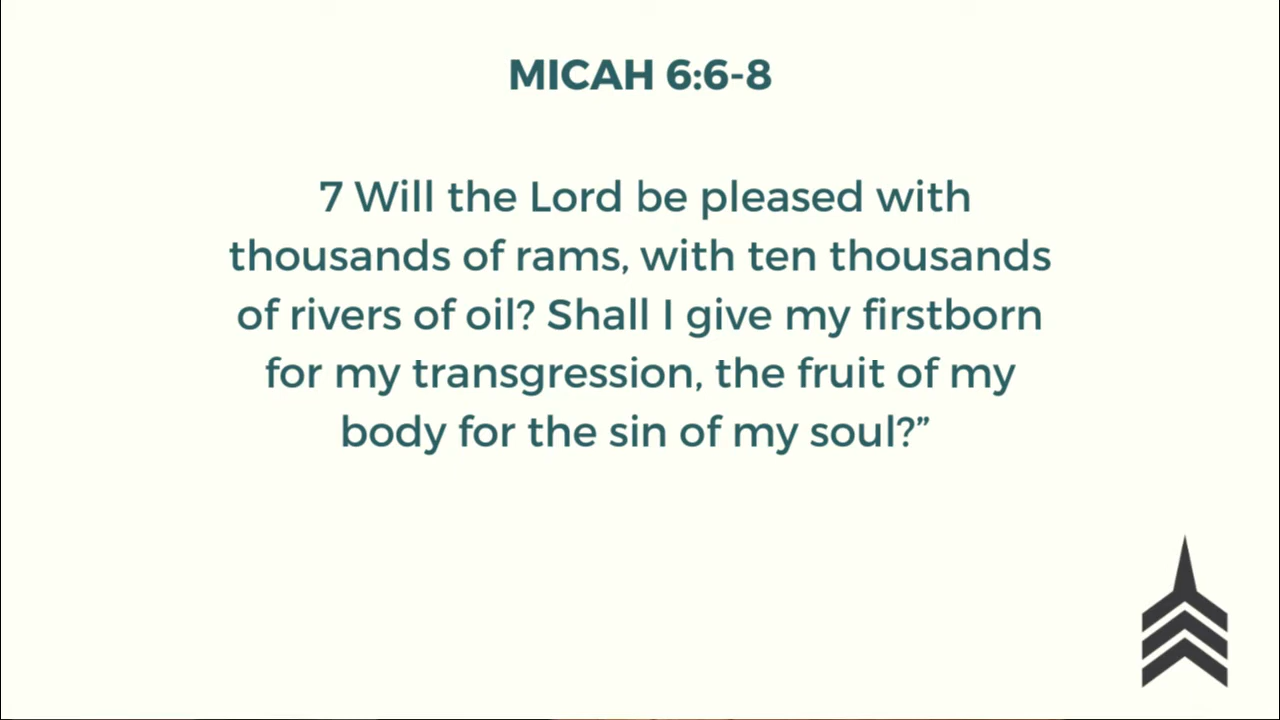 MICAH 6:6-8
7 Will the Lord be pleased with
thousands of rams, with ten thousands
of rivers of oil? Shall I give my firstborn
for my transgression, the fruit of my
body for the sin of my soul?”